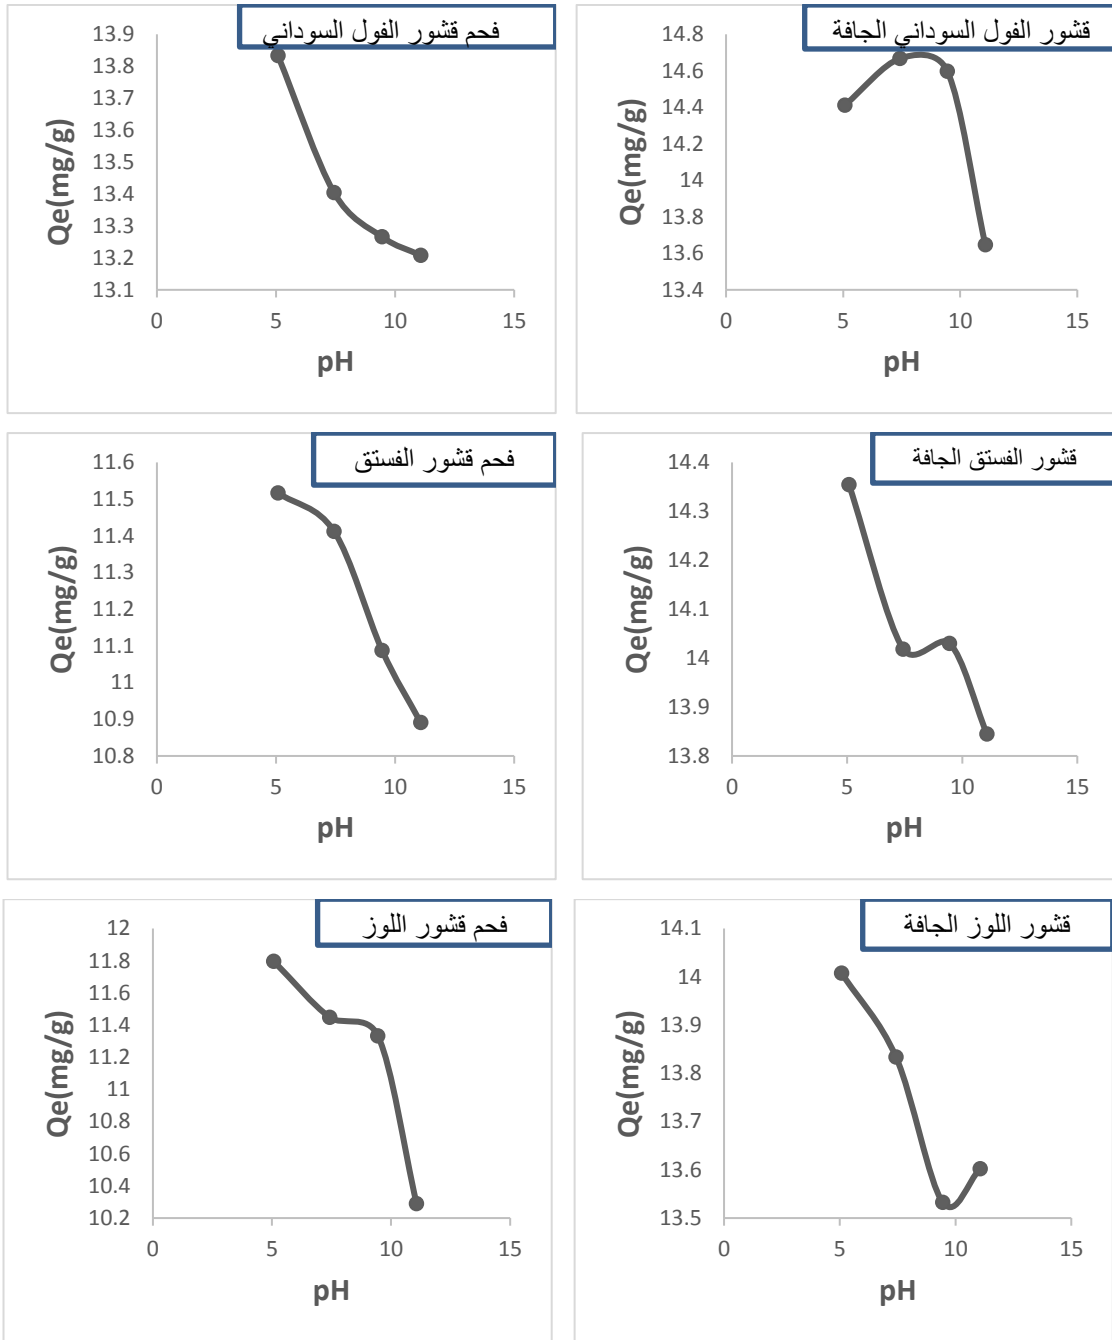 فحم قشور الفول السوداني
13.9
13.8
13.7
13.6
13.5
13.4
13.3
13.2
13.1
Qe(mg/g)
0 5 10 15
pH
قشور الفول السوداني الجافة
14.8
14.6
14.4
14.2
14
13.8
13.6
13.4
Qe(mg/g)
0 5 10 15
pH
فحم قشور الفستق
11.6
11.5
11.4
11.3
11.2
11.1
11
10.9
10.8
Qe(mg/g)
0 5 10 15
pH
قشور الفستق الجافة
14.4
14.3
14.2
14.1
14
13.9
13.8
Qe(mg/g)
0 5 10 15
pH
فحم قشور اللوز
12
11.8
11.6
11.4
11.2
11
10.8
10.6
10.4
10.2
Qe(mg/g)
0 5 10 15
pH
قشور اللوز الجافة
14.1
14
13.9
13.8
13.7
13.6
13.5
Qe(mg/g)
0 5 10 15
pH